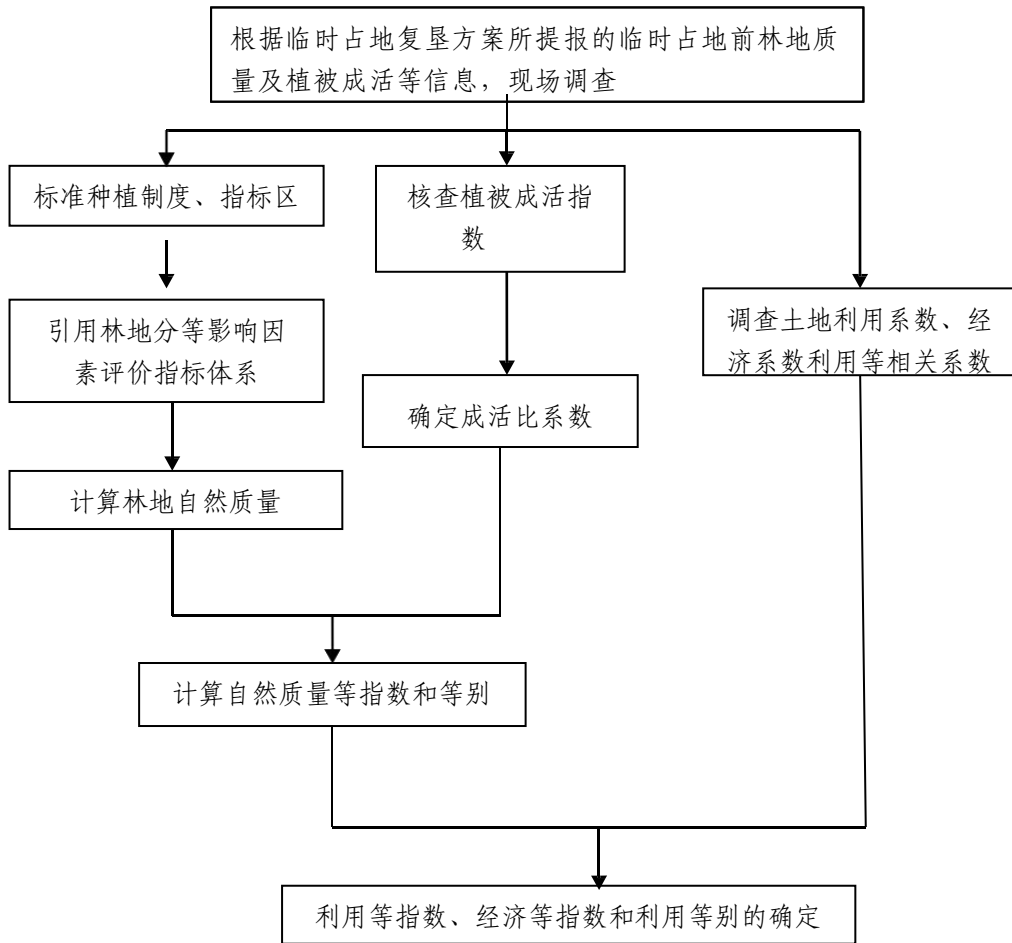 根据临时占地复垦方案所提报的临时占地前林地质
量及植被成活等信息，现场调查
标准种植制度、指标区
核查植被成活指
数
引用林地分等影响因
素评价指标体系
调查土地利用系数、经
济系数利用等相关系数
确定成活比系数
计算林地自然质量
计算自然质量等指数和等别
利用等指数、经济等指数和利用等别的确定